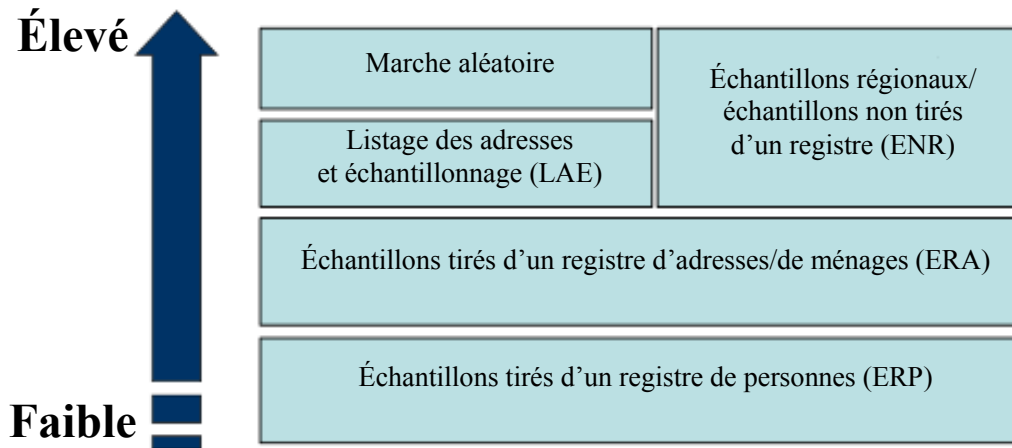 Élevé
Marche aléatoire
Échantillons régionaux/
échantillons non tirés
d’un registre (ENR)
Listage des adresses
et échantillonnage (LAE)
Échantillons tirés d’un registre d’adresses/de ménages (ERA)
Échantillons tirés d’un registre de personnes (ERP)
Faible